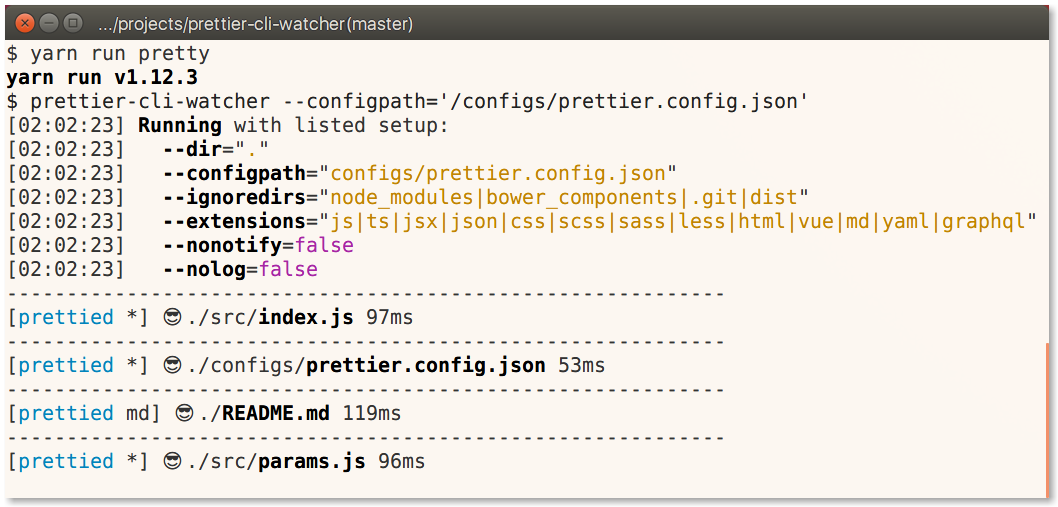 .../projects/prettier-cli-watcher(master)
$ yarn run pretty
yarn run v1.12.3
$ prettier-cli-watcher --configpath='/configs/prettier.config.json'
[02:02:23] Running with listed setup:
[02:02:23]   --dir="."
[02:02:23]   --configpath="configs/prettier.config.json"
[02:02:23]   --ignoredirs="node_modules|bower_components|.git|dist"
[02:02:23]   --extensions="js|ts|jsx|json|css|scss|sass|less|html|vue|md|yaml|graphql"
[02:02:23]   --nonotify=false
[02:02:23]   --nolog=false
------------------------------------------------------------
[prettied *] 😎./src/index.js 97ms
------------------------------------------------------------
[prettied *] 😎./configs/prettier.config.json 53ms
------------------------------------------------------------
[prettied md] 😎./README.md 119ms
------------------------------------------------------------
[prettied *] 😎./src/params.js 96ms